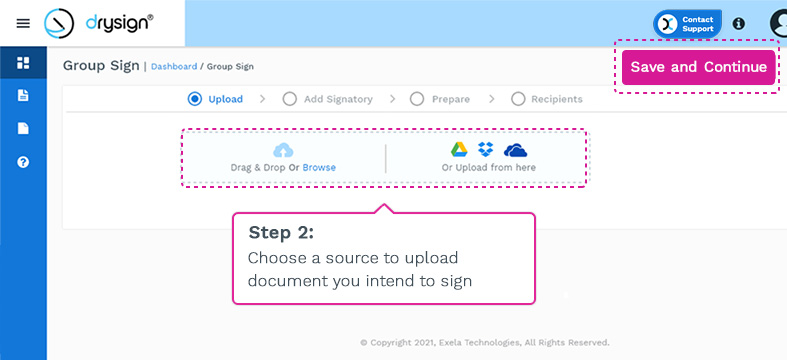 drysign®
Contact
Support
Group Sign | Dashboard / Group Sign
Save and Continue
Upload > Add Signatory > Prepare > Recipients
Drag & Drop Or Browse
Or Upload from here
Step 2:
Choose a source to upload
document you intend to sign
© Copyright 2021, Exela Technologies, All Rights Reserved.